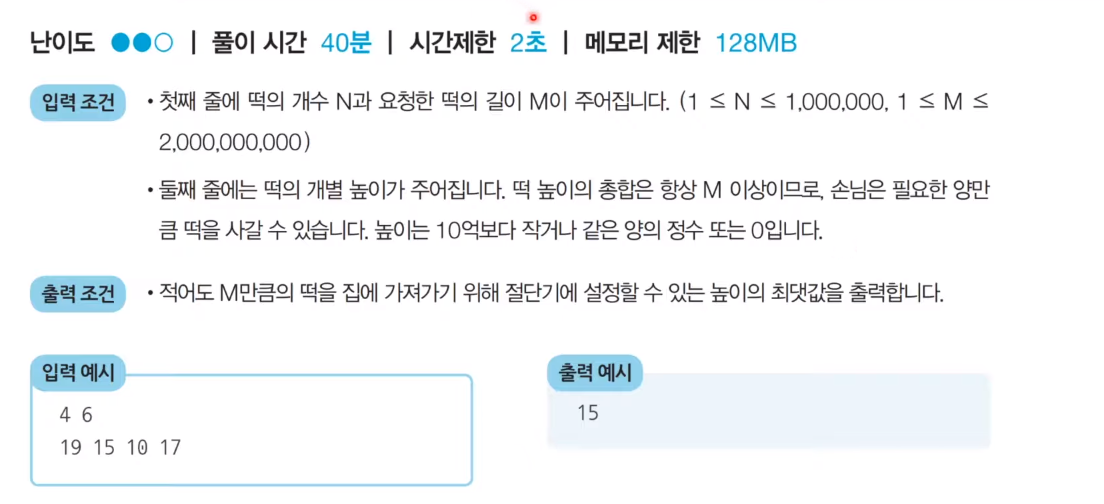 난이도 ●●○ | 풀이 시간 40분 | 시간제한 2초 | 메모리 제한 128MB
입력 조건 • 첫째 줄에 떡의 개수 N과 요청한 떡의 길이 M이 주어집니다. (1 ≤ N ≤ 1,000,000, 1 ≤ M ≤
2,000,000,000)
• 둘째 줄에는 떡의 개별 높이가 주어집니다. 떡 높이의 총합은 항상 M 이상이므로, 손님은 필요한 양만
큼 떡을 사갈 수 있습니다. 높이는 10억보다 작거나 같은 양의 정수 또는 0입니다.
출력 조건 • 적어도 M만큼의 떡을 집에 가져가기 위해 절단기에 설정할 수 있는 높이의 최댓값을 출력합니다.
입력 예시
4 6
19 15 10 17
출력 예시
15